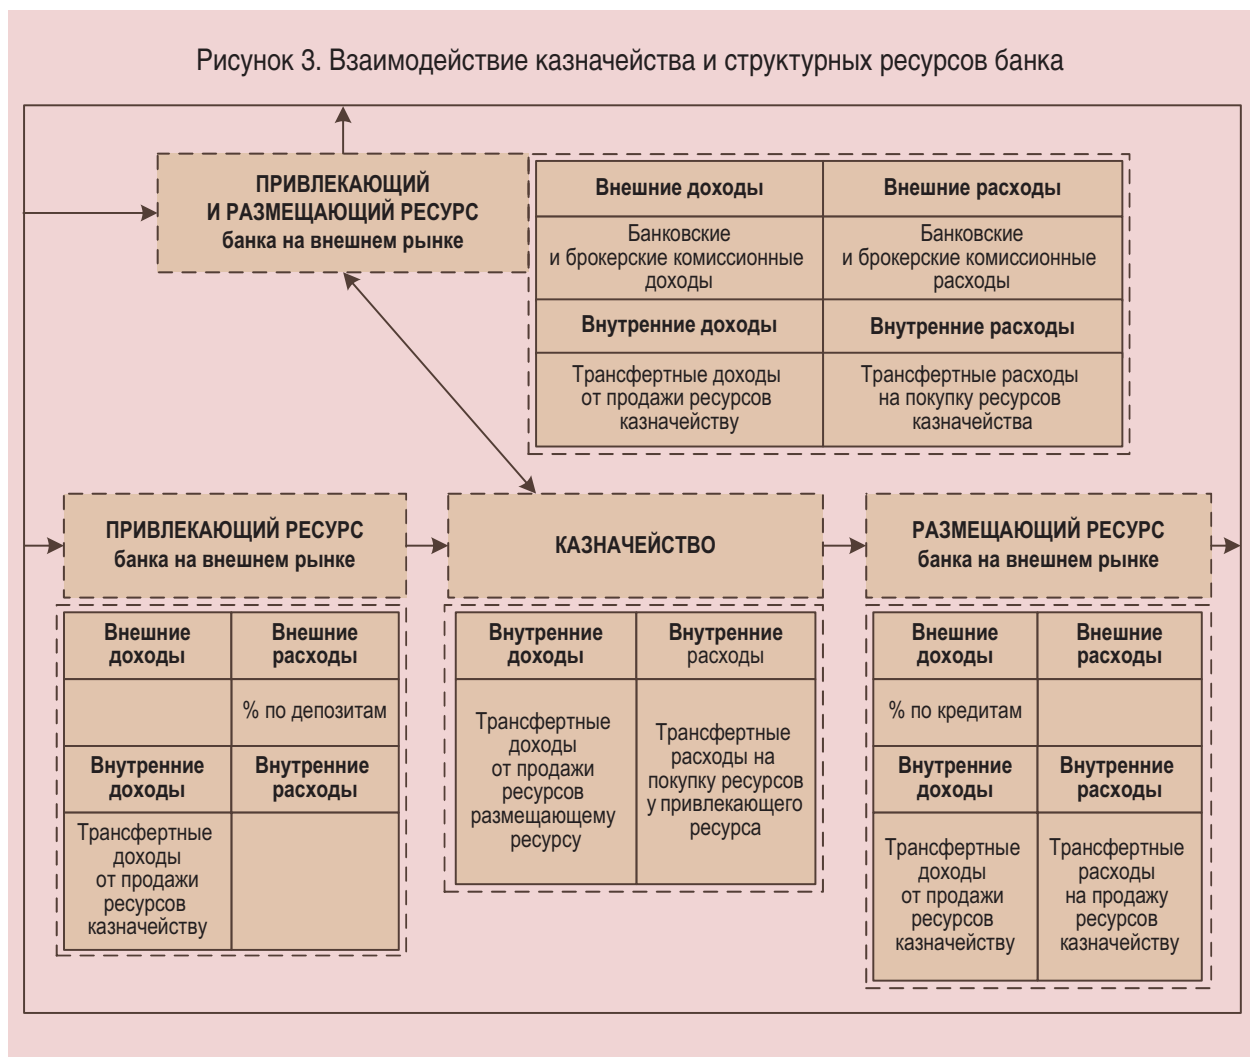 Рисунок 3. Взаимодействие казначейства и структурных ресурсов банка
ПРИВЛЕКАЮЩИЙ
И РАЗМЕЩАЮЩИЙ РЕСУРС
банка на внешнем рынке
Внешние доходы
Внешние расходы
Банковские
и брокерские комиссионные
доходы
Банковские
и брокерские комиссионные
расходы
Внутренние доходы
Внутренние расходы
Трансфертные доходы
от продажи ресурсов
казначейству
Трансфертные расходы
на покупку ресурсов
казначейства
ПРИВЛЕКАЮЩИЙ РЕСУРС
банка на внешнем рынке
КАЗНАЧЕЙСТВО
РАЗМЕЩАЮЩИЙ РЕСУРС
банка на внешнем рынке
Внешние
доходы
Внешние
расходы
% по депозитам
Внутренние
доходы
Внутренние
расходы
Трансфертные
доходы
от продажи
ресурсов
казначейству
Внутренние
доходы
Внутренние
расходы
Трансфертные
доходы
от продажи
ресурсов
размещающему
ресурсу
Трансфертные
расходы на
покупку ресурсов
у привлекающего
ресурса
Внешние
доходы
Внешние
расходы
% по кредитам
Внутренние
доходы
Внутренние
расходы
Трансфертные
доходы
от продажи
ресурсов
казначейству
Трансфертные
расходы
на продажу
ресурсов
казначейству